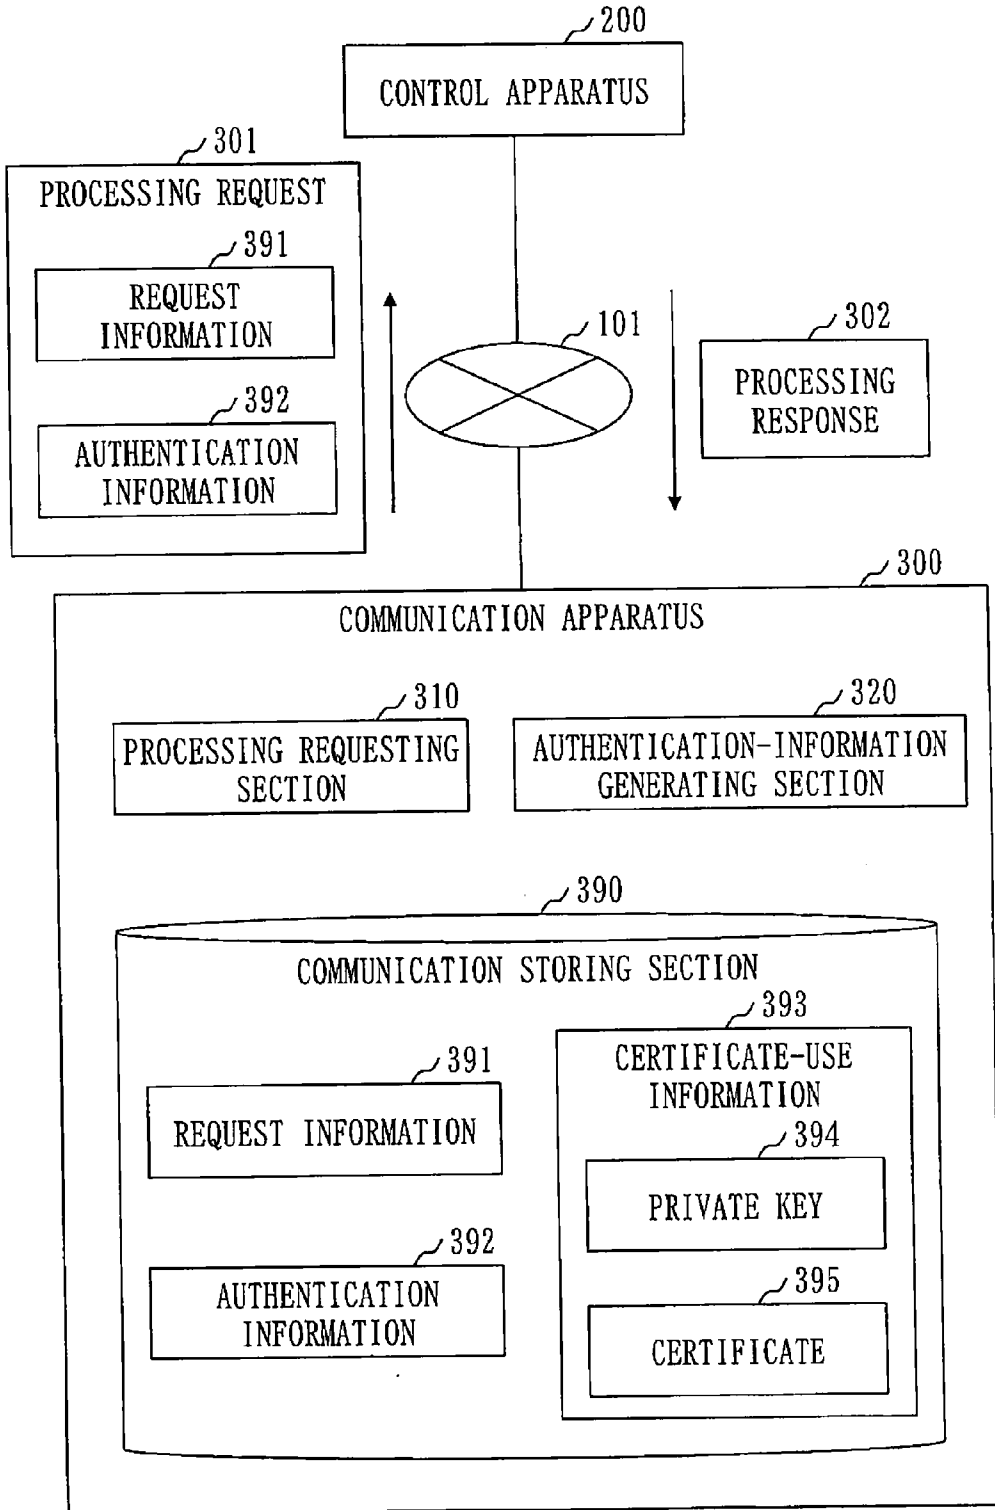 200
CONTROL APPARATUS
301
PROCESSING REQUEST
391
REQUEST
INFORMATION
392
AUTHENTICATION
INFORMATION
101
302
PROCESSING
RESPONSE
300
COMMUNICATION APPARATUS
310
PROCESSING REQUESTING
SECTION
320
AUTHENTICATION-INFORMATION
GENERATING SECTION
390
COMMUNICATION STORING SECTION
391
REQUEST INFORMATION
392
AUTHENTICATION
INFORMATION
393
CERTIFICATE-USE
INFORMATION
394
PRIVATE KEY
395
CERTIFICATE